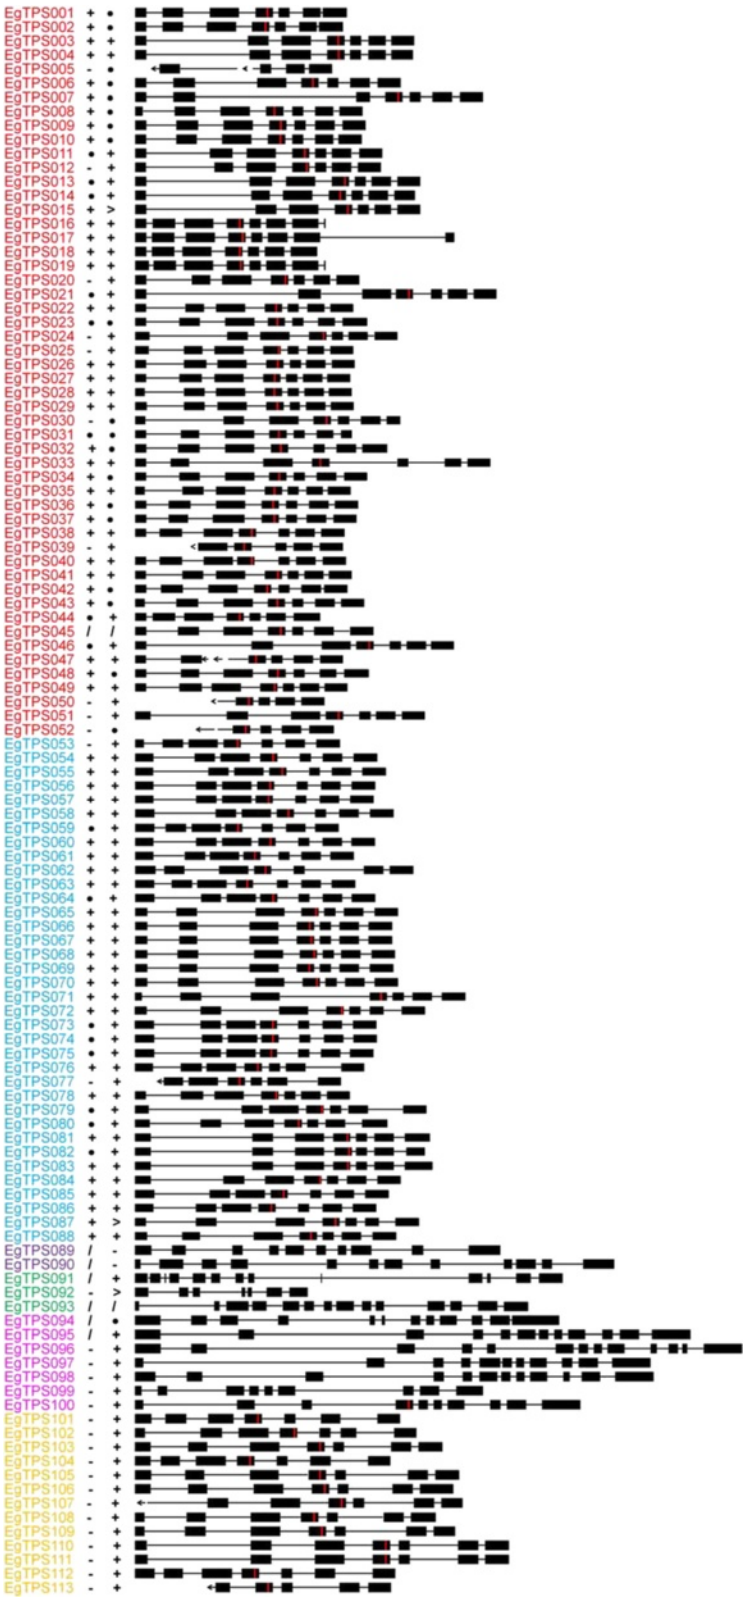 EgTPS001 + •
EgTPS002 + •
EgTPS003 + +
EgTPS004 + +
EgTPS005 - •
EgTPS006 + •
EgTPS007 + •
EgTPS008 + •
EgTPS009 + •
EgTPS010 + •
EgTPS011 • +
EgTPS012 - +
EgTPS013 • +
EgTPS014 • +
EgTPS015 + >
EgTPS016 + +
EgTPS017 + +
EgTPS018 + +
EgTPS019 + +
EgTPS020 - +
EgTPS021 • +
EgTPS022 + +
EgTPS023 • •
EgTPS024 - +
EgTPS025 - +
EgTPS026 + +
EgTPS027 + +
EgTPS028 + +
EgTPS029 + +
EgTPS030 - •
EgTPS031 • •
EgTPS032 + •
EgTPS033 + +
EgTPS034 + •
EgTPS035 + +
EgTPS036 + •
EgTPS037 + •
EgTPS038 + +
EgTPS039 - +
EgTPS040 + +
EgTPS041 + +
EgTPS042 + •
EgTPS043 + •
EgTPS044 • +
EgTPS045 / /
EgTPS046 • +
EgTPS047 + +
EgTPS048 + •
EgTPS049 + +
EgTPS050 - +
EgTPS051 - +
EgTPS052 - •
EgTPS053 - +
EgTPS054 + +
EgTPS055 + +
EgTPS056 + +
EgTPS057 + +
EgTPS058 + +
EgTPS059 • +
EgTPS060 + +
EgTPS061 + +
EgTPS062 + +
EgTPS063 + +
EgTPS064 • +
EgTPS065 + +
EgTPS066 + +
EgTPS067 + +
EgTPS068 + +
EgTPS069 + +
EgTPS070 + +
EgTPS071 + +
EgTPS072 + +
EgTPS073 • +
EgTPS074 • +
EgTPS075 • +
EgTPS076 + +
EgTPS077 - +
EgTPS078 + +
EgTPS079 • +
EgTPS080 • +
EgTPS081 + +
EgTPS082 • +
EgTPS083 + +
EgTPS084 + +
EgTPS085 + +
EgTPS086 + +
EgTPS087 + >
EgTPS088 + +
EgTPS089 / -
EgTPS090 / -
EgTPS091 / +
EgTPS092 - >
EgTPS093 / /
EgTPS094 / •
EgTPS095 / +
EgTPS096 - +
EgTPS097 - +
EgTPS098 - +
EgTPS099 - +
EgTPS100 - +
EgTPS101 - +
EgTPS102 - +
EgTPS103 - +
EgTPS104 - +
EgTPS105 - +
EgTPS106 - +
EgTPS107 - +
EgTPS108 - +
EgTPS109 - +
EgTPS110 - +
EgTPS111 - +
EgTPS112 - +
EgTPS113 - +